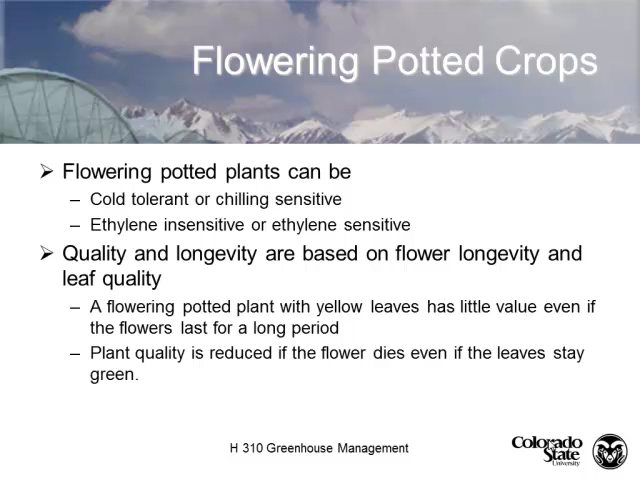 Flowering Potted Crops
➢ Flowering potted plants can be
– Cold tolerant or chilling sensitive
– Ethylene insensitive or ethylene sensitive
➢ Quality and longevity are based on flower longevity and
leaf quality
– A flowering potted plant with yellow leaves has little value even if
the flowers last for a long period
– Plant quality is reduced if the flower dies even if the leaves stay
green.
H 310 Greenhouse Management
Colorado
State
University